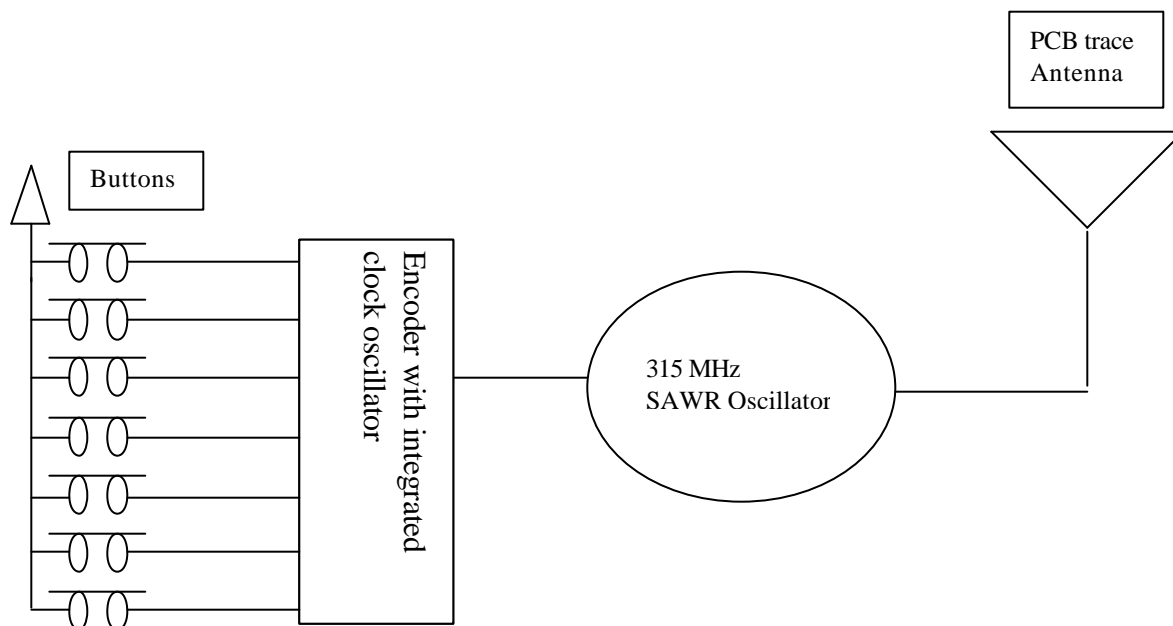 PCB trace
Antenna
Buttons
Encoder with integrated
clock oscillator
315 MHz
SAWR Oscillator